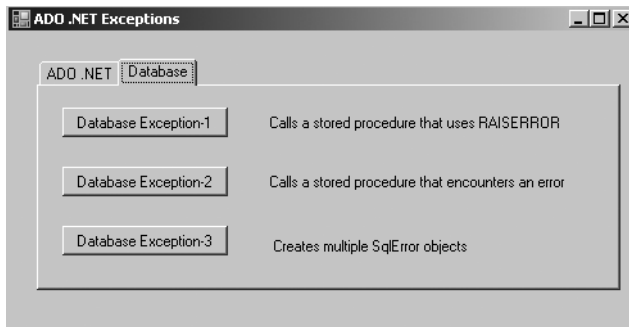 ADO .NET Exceptions
ADO .NET Database
Database Exception-1 Calls a stored procedure that uses RAISERROR
Database Exception-2 Calls a stored procedure that encounters an error
Database Exception-3 Creates multiple SqlError objects